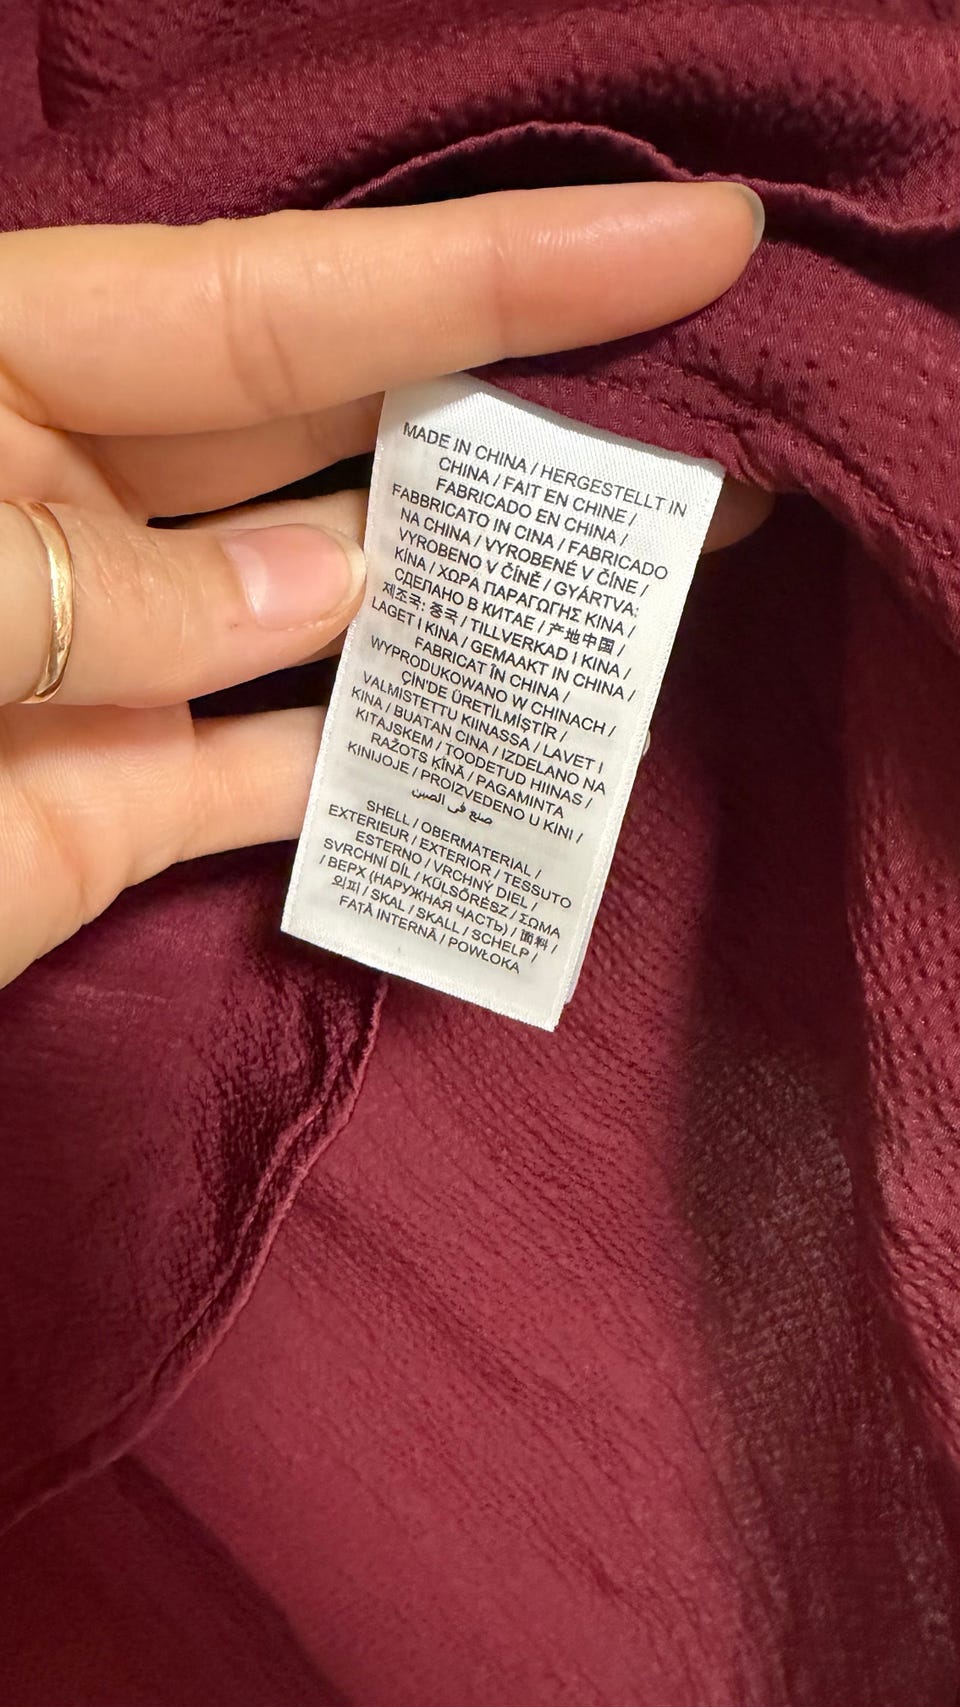 MADE IN CHINA / HERGESTELLT IN
CHINA / FAIT EN CHINE /
FABRICADO EN CHINA /
FABBRICATO IN CINA / FABRICADO
NA CHINA / VYROBENÉ V ČÍNE /
VYROBENO V ČÍNĚ / GYÁRTVA:
KÍNA / ΧΩΡΑ ΠΑΡΑΓΩΓΗΣ ΚΙΝΑ /
СДЕЛАНО В КИТАЕ / 产地中国 /
제조국: 중국 / TILLVERKAD I KINA /
LAGET I KINA / GEMAAKT IN CHINA /
FABRICAT ÎN CHINA /
WYPRODUKOWANO W CHINACH /
ÇİN'DE ÜRETİLMİŞTİR /
VALMISTETTU KIINASSA / LAVET I
KINA / BUATAN CINA / IZDELANO NA
KITAJSKEM / TOODETUD HIINAS /
RAŽOTS ĶĪNĀ / PAGAMINTA
KINIJOJE / PROIZVEDENO U KINI /
صنع في الصين
SHELL / OBERMATERIAL /
EXTERIEUR / EXTERIOR / TESSUTO
ESTERNO / VRCHNÝ DIEL /
SVRCHNÍ DÍL / KÜLSŐRÉSZ / ΣΩΜΑ
/ ВЕРХ (НАРУЖНАЯ ЧАСТЬ) / 面料 /
외피 / SKAL / SKALL / SCHELP /
FAȚĂ INTERNĂ / POWŁOKA